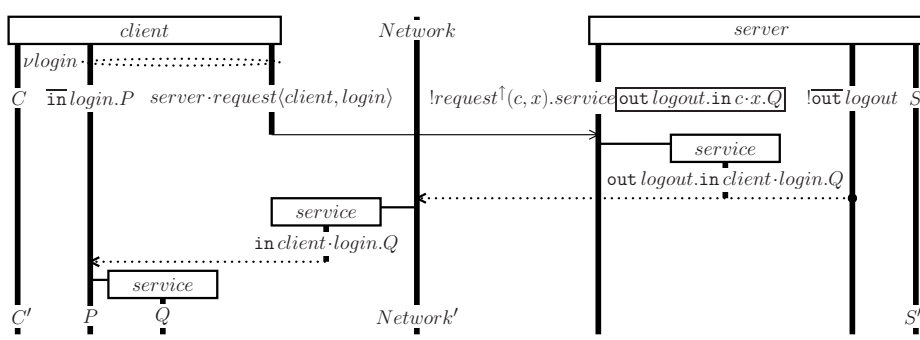 client Network server
νlogin
C in login.P server·request⟨client, login⟩ !request↑(c, x).service out logout.in c·x.Q !out logout S
service
out logout.in client·login.Q
service
in client·login.Q
service
C′ P Q Network′ S′